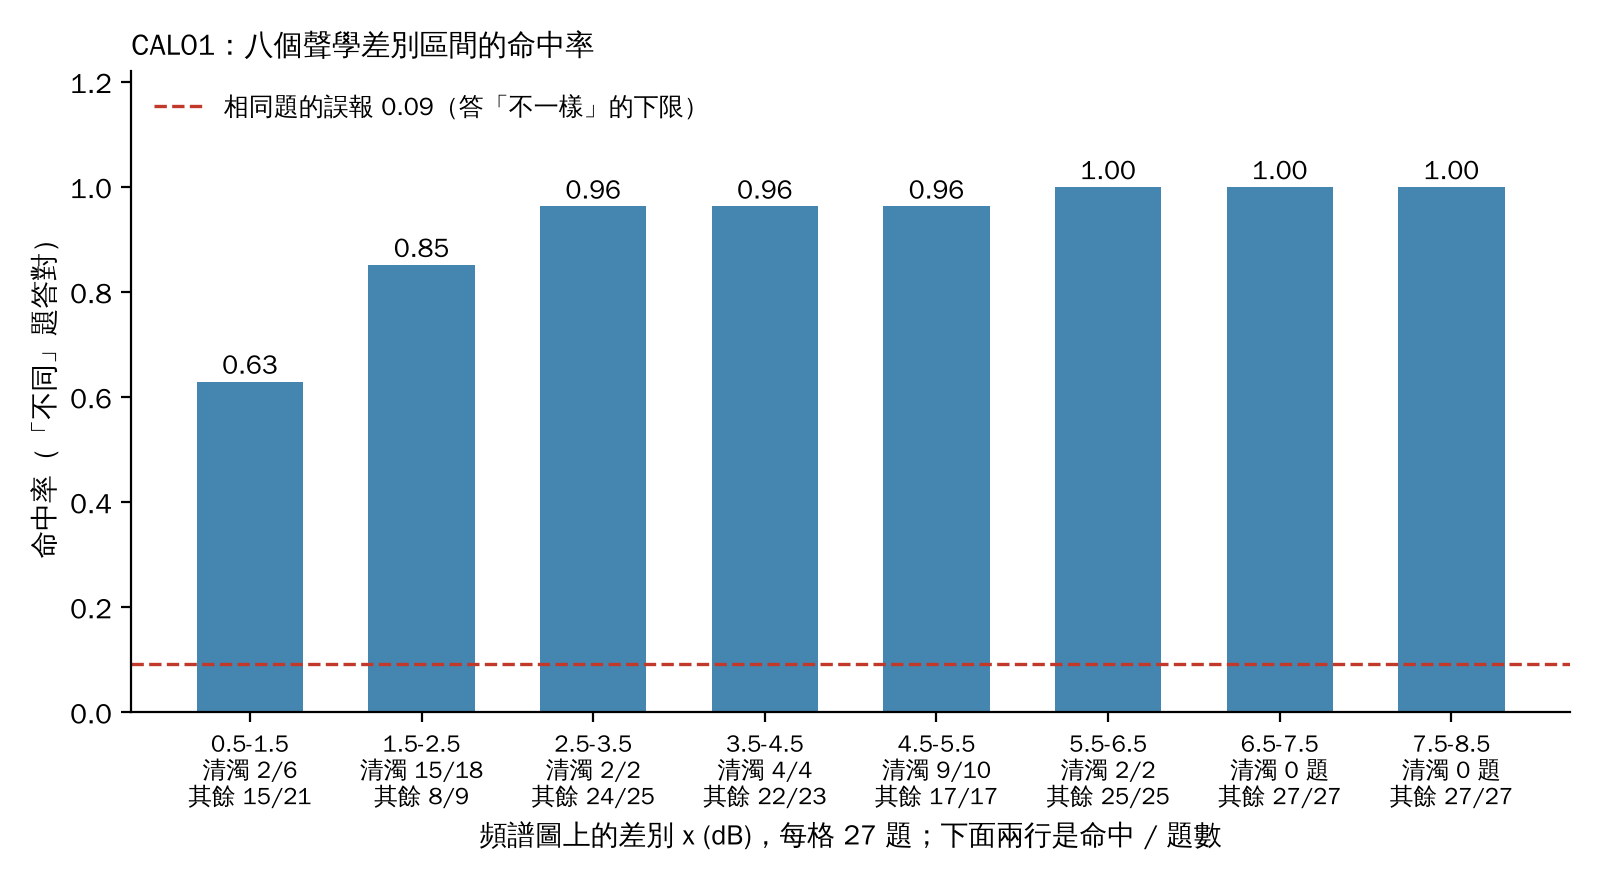 CAL01：八個聲學差別區間的命中率
相同題的誤報 0.09（答「不一樣」的下限）
命中率（「不同」題答對）
1.2
1.0
0.8
0.6
0.4
0.2
0.0
0.63
0.85
0.96
0.96
0.96
1.00
1.00
1.00
0.5-1.5
清濁 2/6
其餘 15/21
1.5-2.5
清濁 15/18
其餘 8/9
2.5-3.5
清濁 2/2
其餘 24/25
3.5-4.5
清濁 4/4
其餘 22/23
4.5-5.5
清濁 9/10
其餘 17/17
5.5-6.5
清濁 2/2
其餘 25/25
6.5-7.5
清濁 0 題
其餘 27/27
7.5-8.5
清濁 0 題
其餘 27/27
頻譜圖上的差別 x (dB)，每格 27 題；下面兩行是命中 / 題數